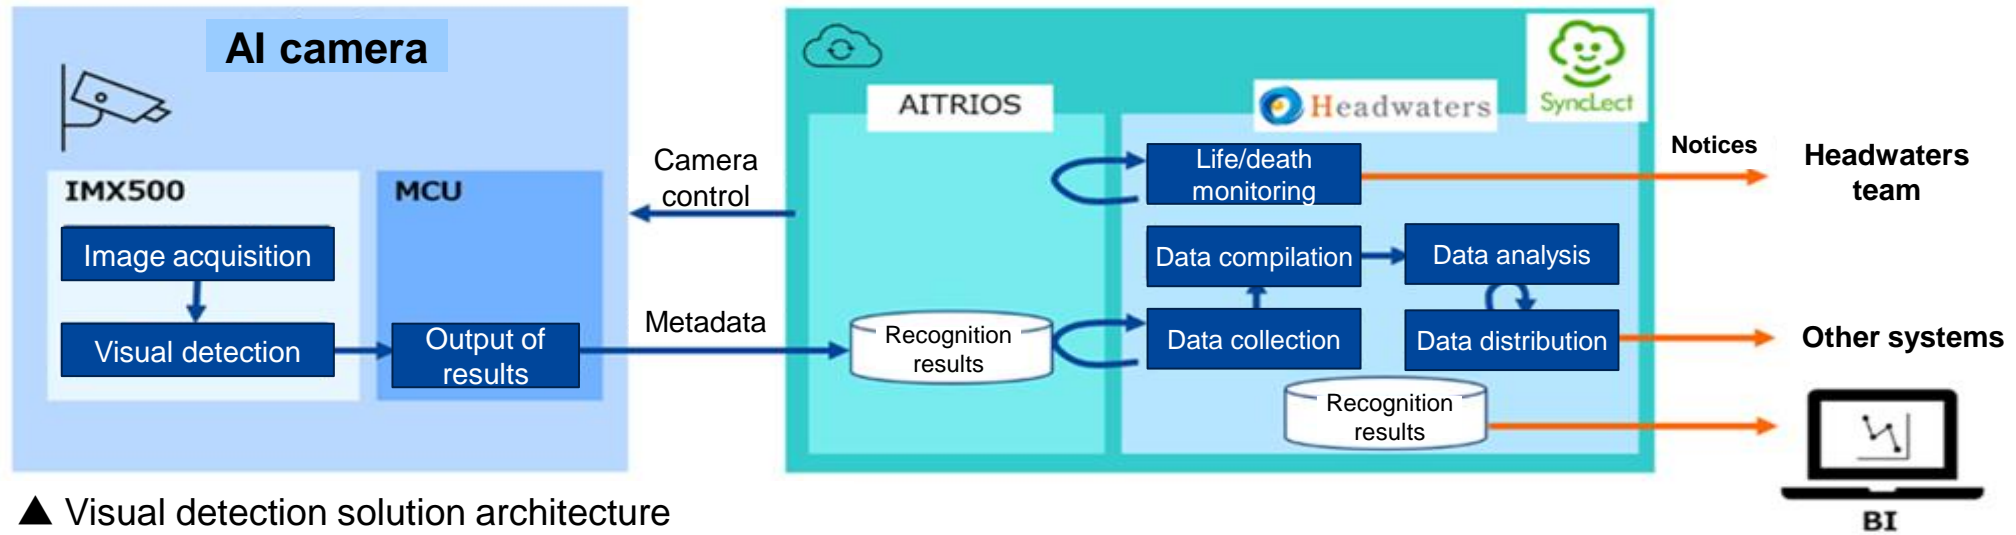 AI camera
IMX500
MCU
Image acquisition
Visual detection
Output of
results
Camera
control
Metadata
AITRIOS
Headwaters
SyncLect
Recognition
results
Life/death
monitoring
Data compilation
Data analysis
Data collection
Data distribution
Recognition
results
Notices
Headwaters
team
Other systems
BI
▲ Visual detection solution architecture